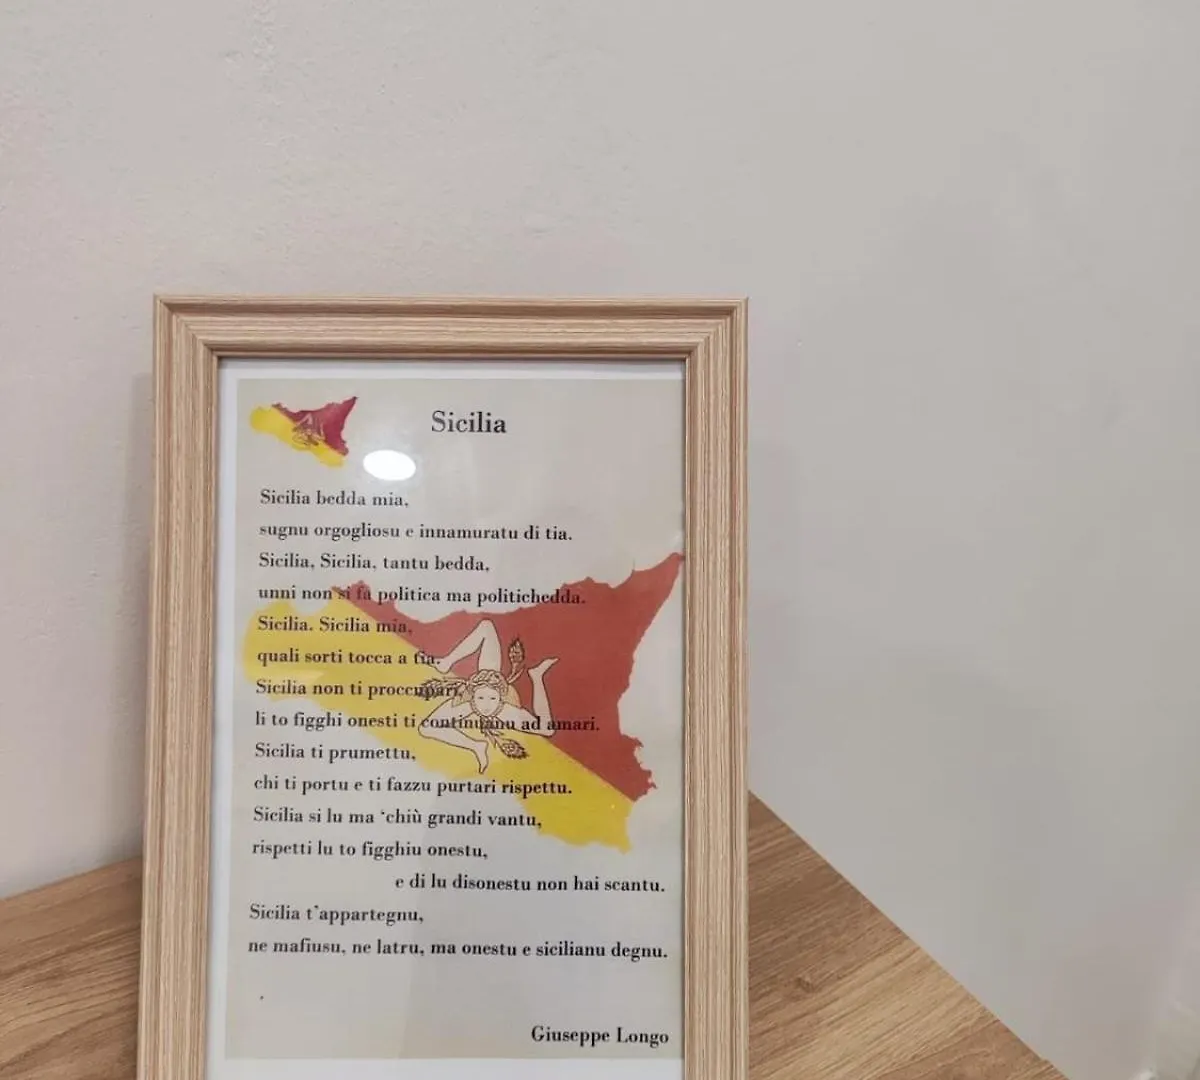 Sicilia
Sicilia bedda mia,
sugnu orgogliosu e innamuratu di tia.
Sicilia, Sicilia, tantu bedda,
unni non si fa politica ma politichedda.
Sicilia. Sicilia mia,
quali sorti tocca a tia.
Sicilia non ti proccupari,
li to figghi onesti ti continuanu ad amari.
Sicilia ti prumettu,
chi ti portu e ti fazzu purtari rispettu.
Sicilia si lu ma 'chiù grandi vantu,
rispetti lu to figghiu onestu,
e di lu disonestu non hai scantu.
Sicilia t'appartegnu,
ne mafiusu, ne latru, ma onestu e sicilianu degnu.
.
Giuseppe Longo